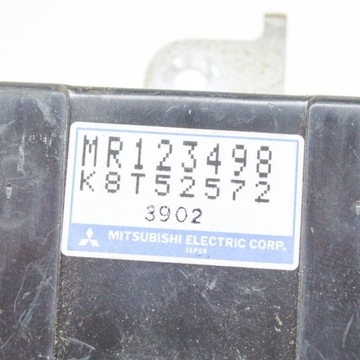 MR123498
K8T52572
3902
MITSUBISHI ELECTRIC CORP.
JAPAN